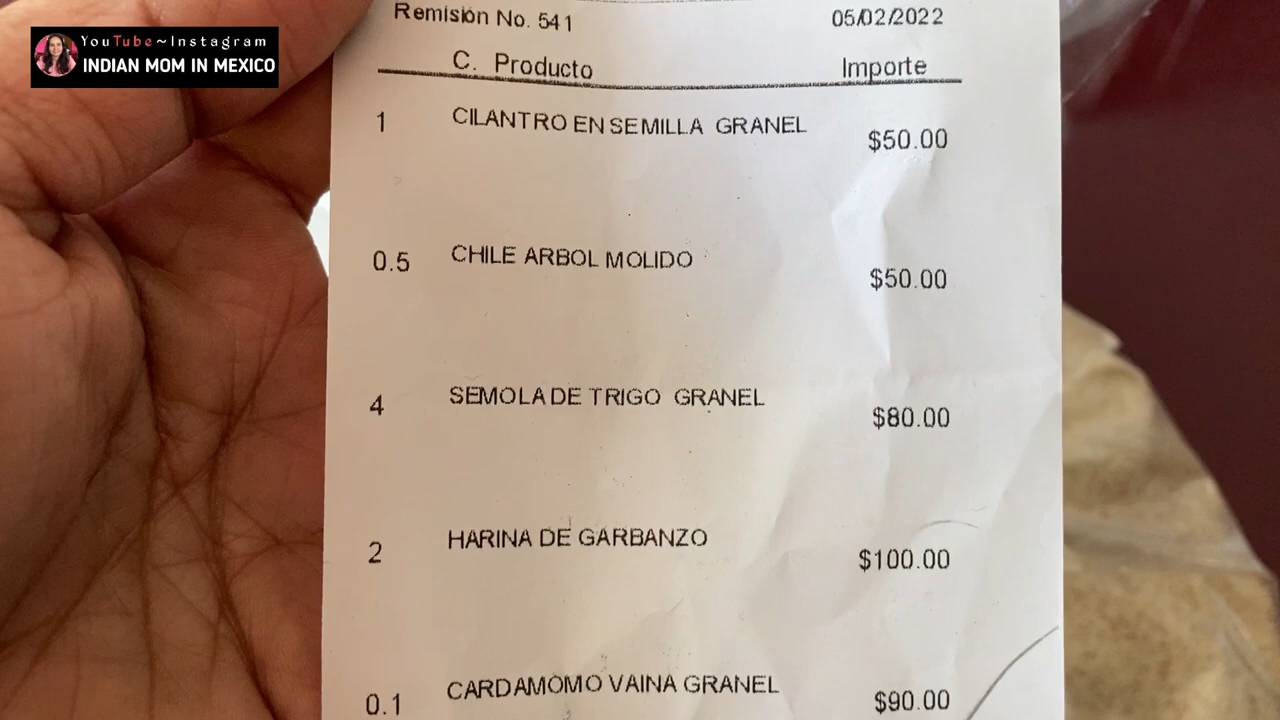 YouTube~Instagram
INDIAN MOM IN MEXICO
Remisión No. 541 05/02/2022
C. Producto Importe
1 CILANTRO EN SEMILLA GRANEL $50.00
0.5 CHILE ARBOL MOLIDO $50.00
4 SEMOLA DE TRIGO GRANEL $80.00
2 HARINA DE GARBANZO $100.00
0.1 CARDAMOMO VAINA GRANEL $90.00